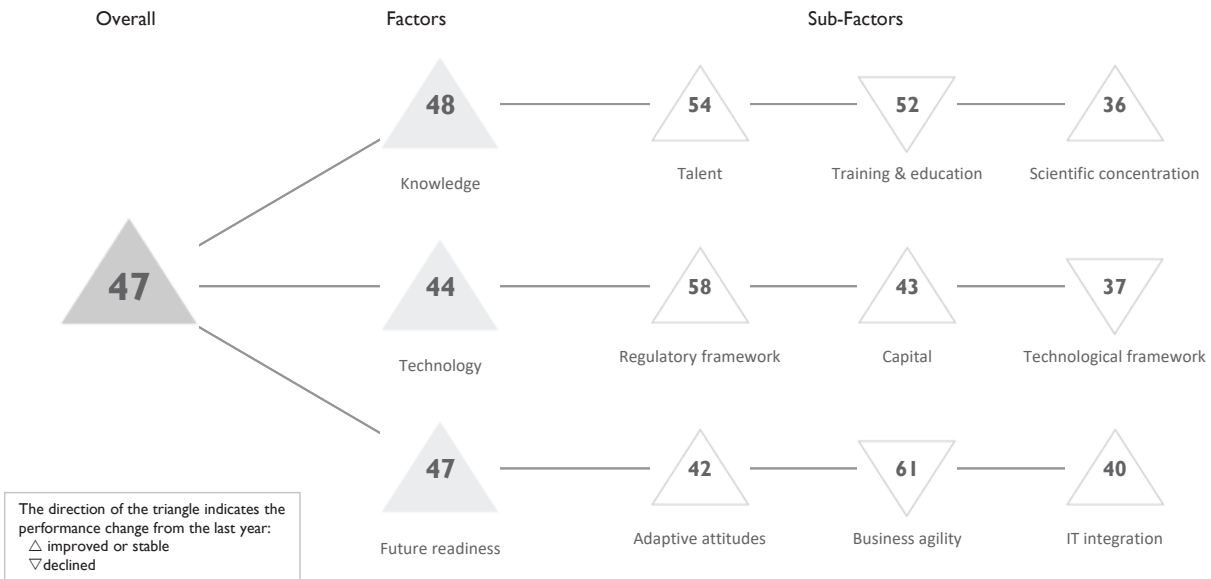 Overall Factors Sub-Factors
48 54 52 36
Knowledge Talent Training & education Scientific concentration
47 44 58 43 37
Technology Regulatory framework Capital Technological framework
47 42 61 40
Future readiness Adaptive attitudes Business agility IT integration
The direction of the triangle indicates the
performance change from the last year:
△ improved or stable
▽declined